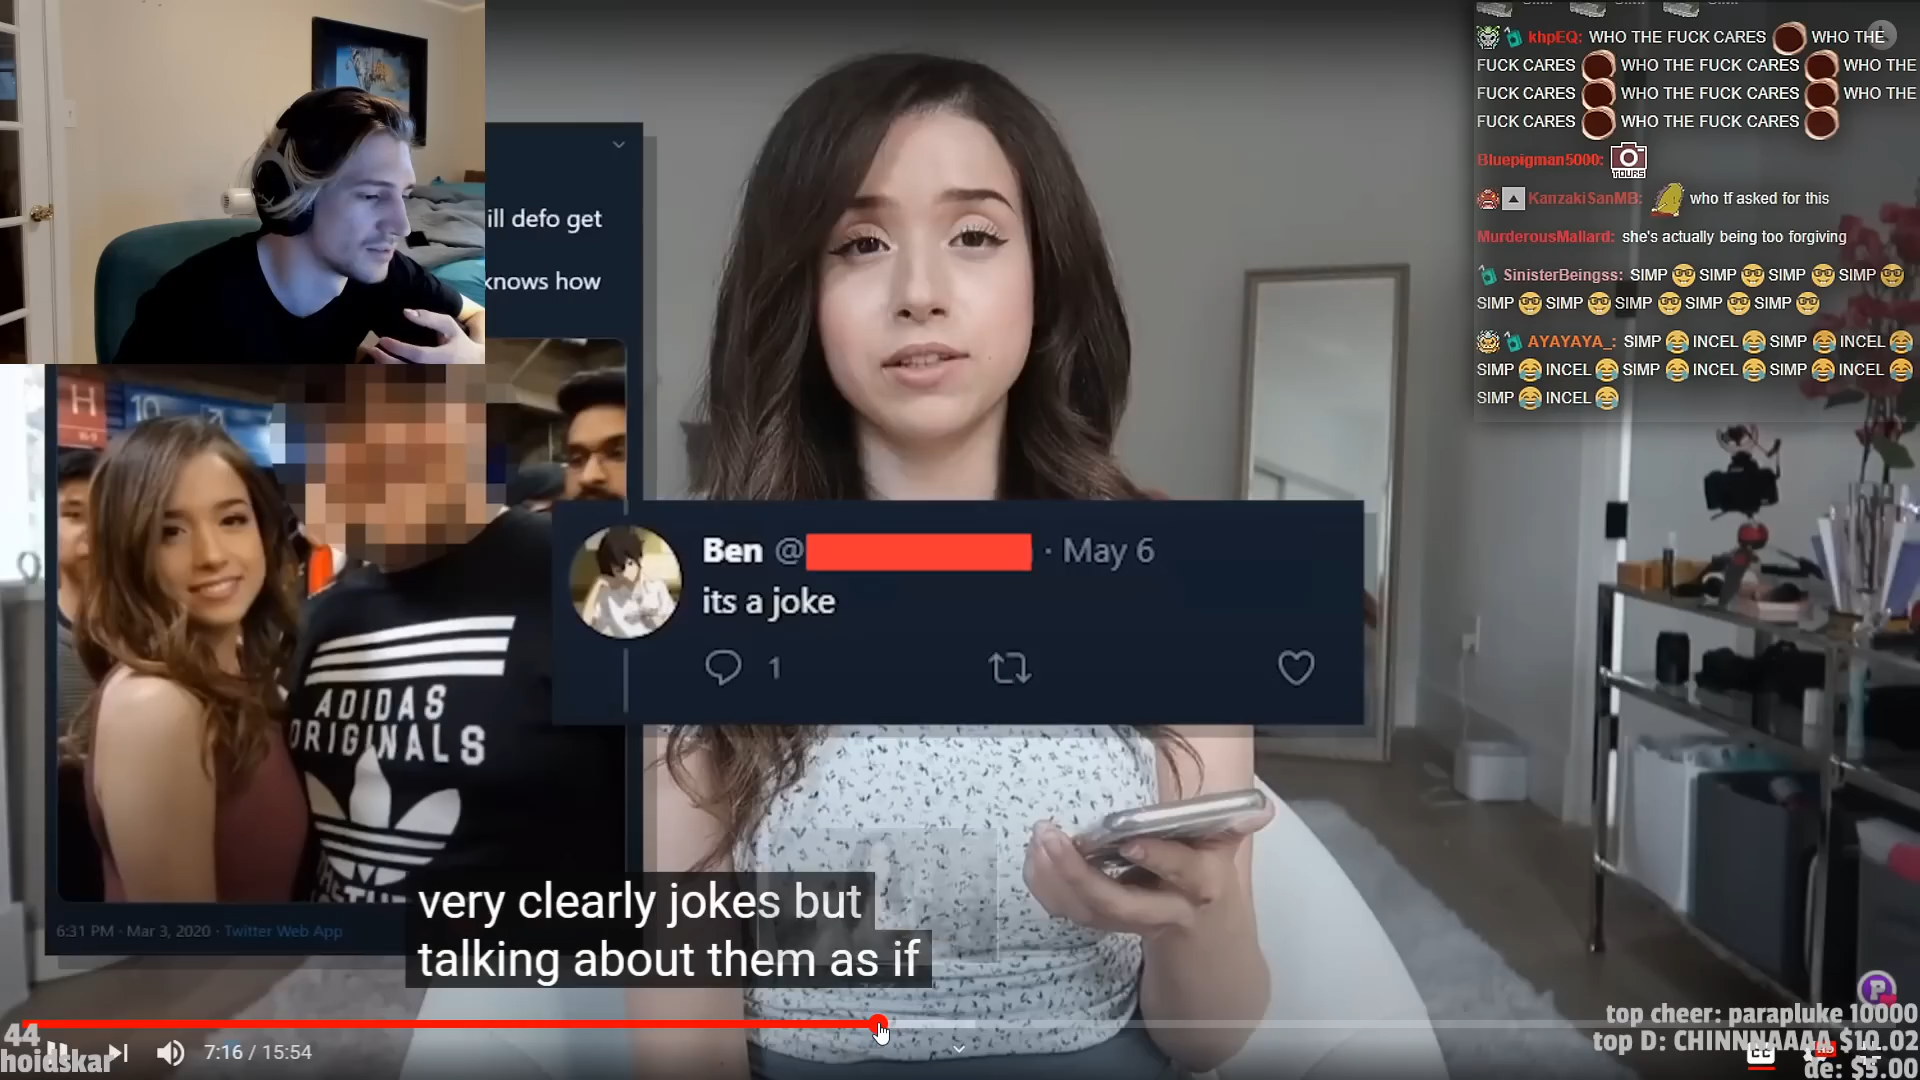 khpEQ: WHO THE FUCK CARES WHO THE
FUCK CARES WHO THE FUCK CARES WHO THE
FUCK CARES WHO THE FUCK CARES WHO THE
FUCK CARES WHO THE FUCK CARES
Bluepigman5000:
TOURS
KanzakiSanMB: who tf asked for this
MurderousMallard: she's actually being too forgiving
SinisterBeingss: SIMP SIMP SIMP SIMP
SIMP SIMP SIMP SIMP SIMP
AYAYAYA_: SIMP INCEL SIMP INCEL
SIMP INCEL SIMP INCEL SIMP INCEL
SIMP INCEL
ill defo get
knows how
H
10
ADIDAS
ORIGINALS
6:31 PM · Mar 3, 2020 · Twitter Web App
Ben @ · May 6
its a joke
1
very clearly jokes but
talking about them as if
44
hoidskar
7:16 / 15:54
top cheer: parapluke 10000
top D: CHINNNAAAA $10.02
de: $5.00